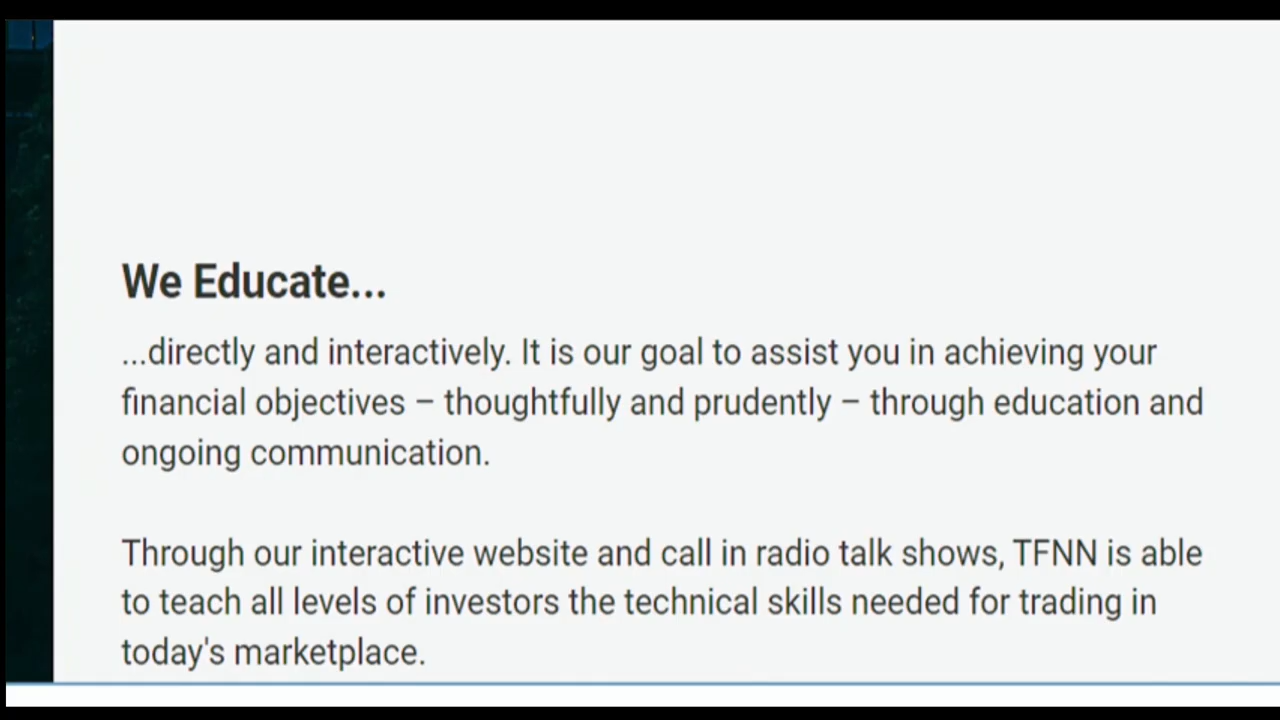 We Educate...
...directly and interactively. It is our goal to assist you in achieving your
financial objectives – thoughtfully and prudently – through education and
ongoing communication.
Through our interactive website and call in radio talk shows, TFNN is able
to teach all levels of investors the technical skills needed for trading in
today's marketplace.